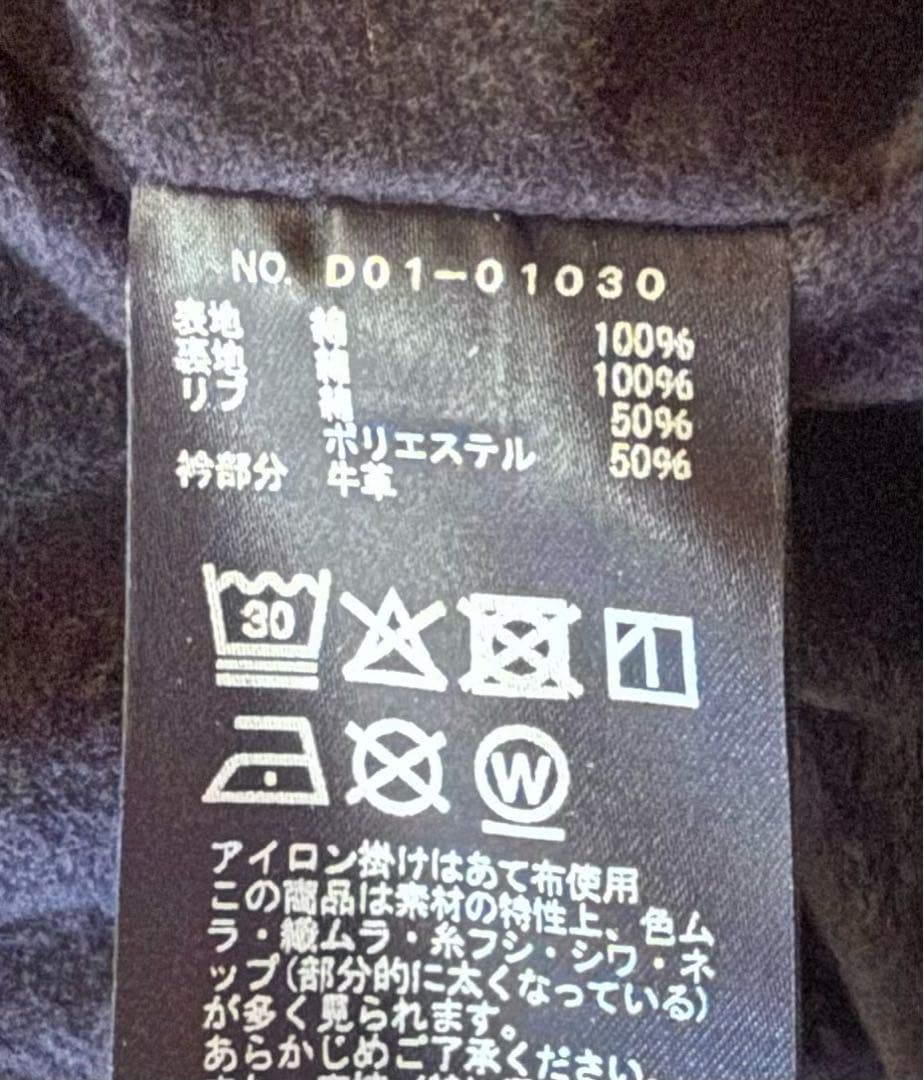 NO. D01-01030
表地 綿 100%
裏地 綿 100%
リブ 綿 50%
ポリエステル 50%
衿部分 牛革
30
W
アイロン掛けはあて布使用
この商品は素材の特性上、色ム
ラ・織ムラ・糸フシ・シワ・ネ
ップ(部分的に太くなっている)
が多く見られます。
あらかじめご了承ください。